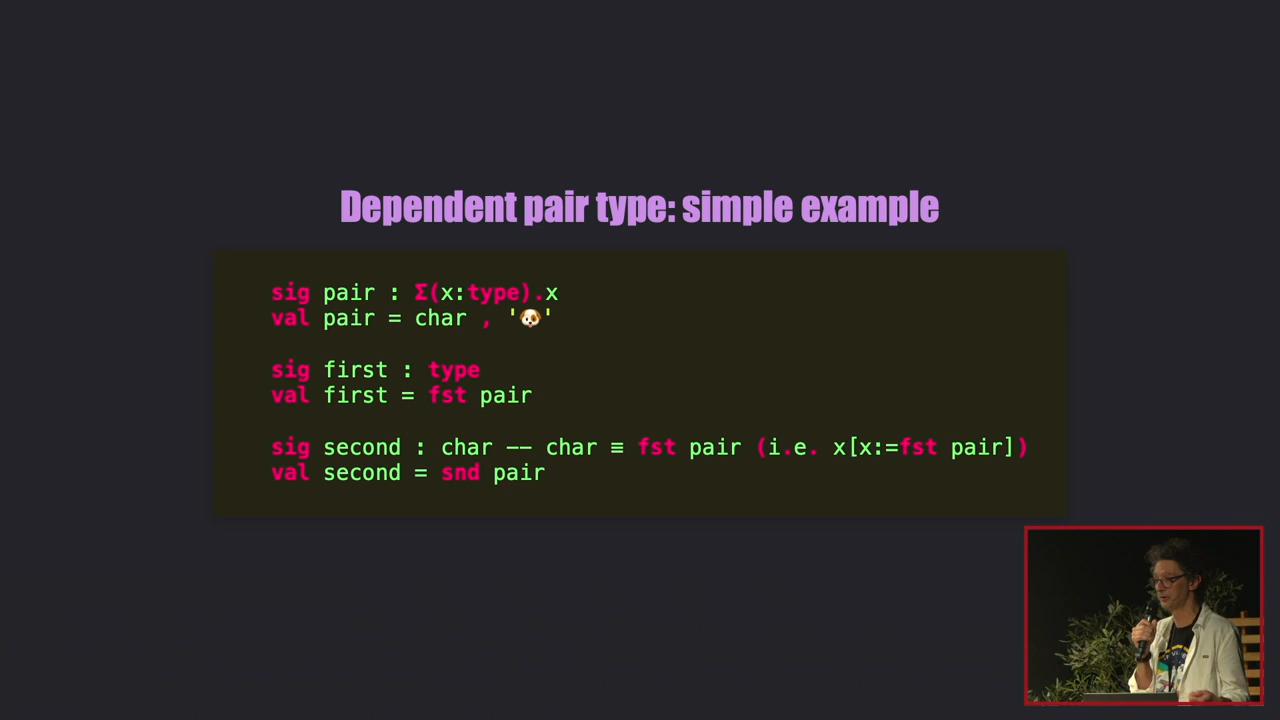 Dependent pair type: simple example
sig pair : Σ(x:type).x
val pair = char , '🐶'
sig first : type
val first = fst pair
sig second : char –– char ≡ fst pair (i.e. x[x:=fst pair])
val second = snd pair